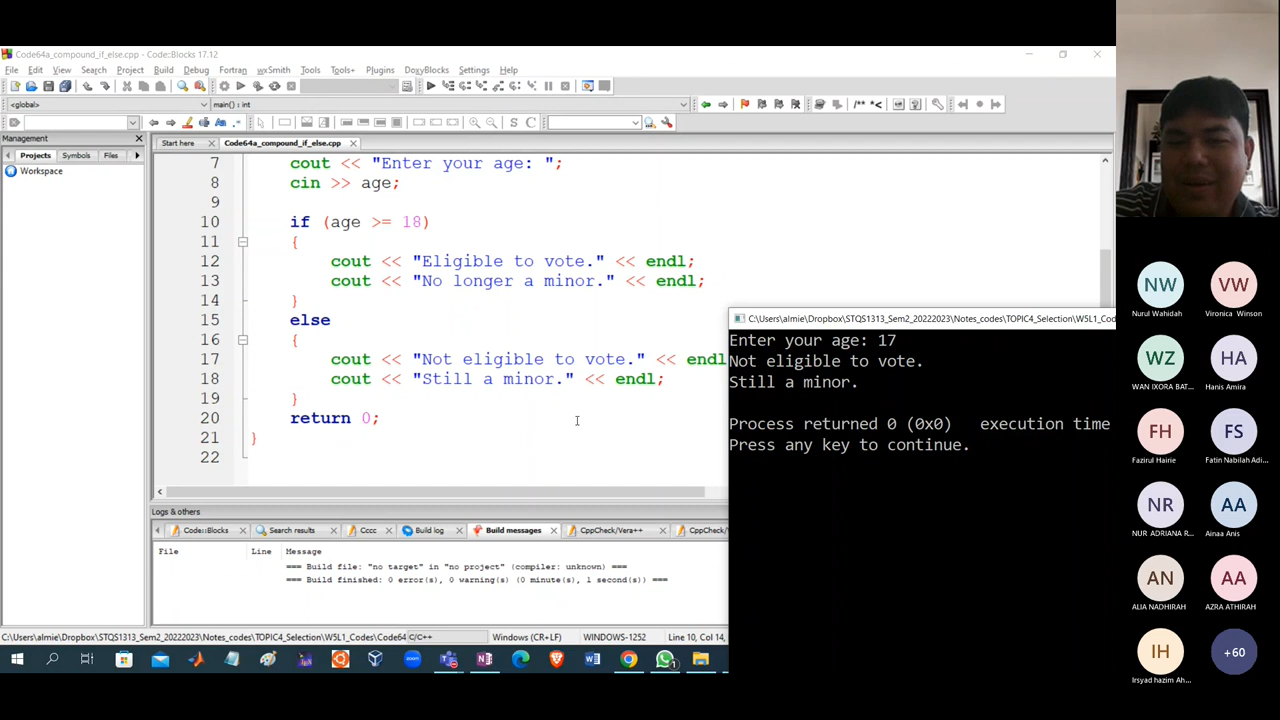 Code64a_compound_if_else.cpp - Code::Blocks 17.12
File Edit View Search Project Build Debug Fortran wxSmith Tools Tools+ Plugins DoxyBlocks Settings Help
<global> main() : int
Management
Projects Symbols Files
Workspace
Start here Code64a_compound_if_else.cpp
7 cout << "Enter your age: ";
8 cin >> age;
9
10 if (age >= 18)
11 {
12 cout << "Eligible to vote." << endl;
13 cout << "No longer a minor." << endl;
14 }
15 else
16 {
17 cout << "Not eligible to vote." << endl
18 cout << "Still a minor." << endl;
19 }
20 return 0;
21 }
22
C:\Users\almie\Dropbox\STQS1313_Sem2_20222023\Notes_codes\TOPIC4_Selection\W5L1_Cod
Enter your age: 17
Not eligible to vote.
Still a minor.
Process returned 0 (0x0) execution time
Press any key to continue.
Logs & others
Code::Blocks Search results Cccc Build log Build messages CppCheck/Vera++ CppCheck/
File Line Message
=== Build file: "no target" in "no project" (compiler: unknown) ===
=== Build finished: 0 error(s), 0 warning(s) (0 minute(s), 1 second(s)) ===
C:\Users\almie\Dropbox\STQS1313_Sem2_20222023\Notes_codes\TOPIC4_Selection\W5L1_Codes\Code64 C/C++ Windows (CR+LF) WINDOWS-1252 Line 10, Col 14,
zoom
1
NW VW
Nurul Wahidah Vironica Winson
WZ HA
WAN IXORA BAT... Hanis Amira
FH FS
Fazirul Hairie Fatin Nabilah Adi...
NR AA
NUR ADRIANA R... Ainaa Anis
AN AA
ALIA NADHIRAH AZRA ATHIRAH
IH +60
Irsyad hazim Ah...